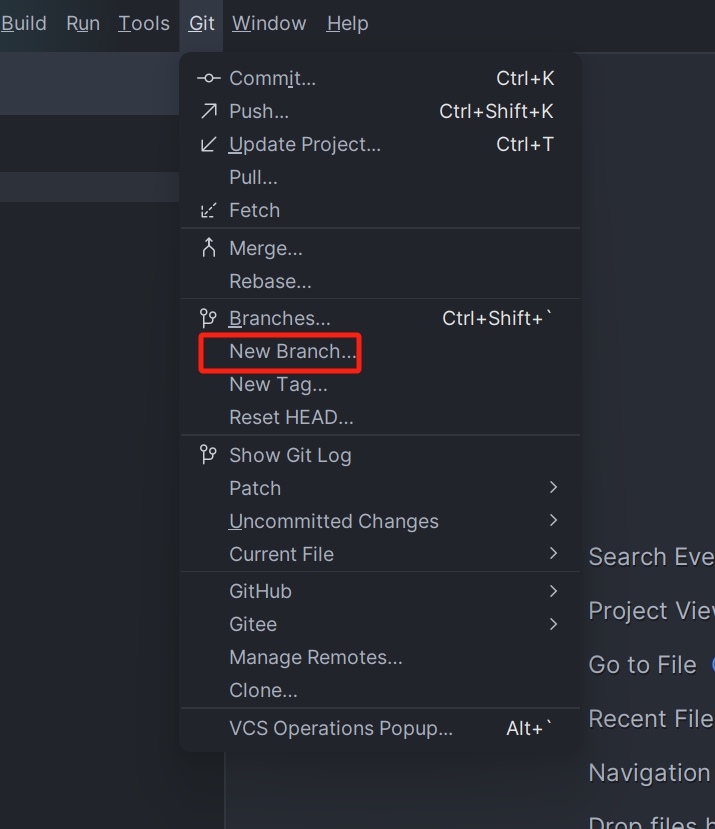 Build Run Tools Git Window Help
Commit... Ctrl+K
Push... Ctrl+Shift+K
Update Project... Ctrl+T
Pull...
Fetch
Merge...
Rebase...
Branches... Ctrl+Shift+`
New Branch...
New Tag...
Reset HEAD...
Show Git Log
Patch
Uncommitted Changes
Current File
GitHub
Gitee
Manage Remotes...
Clone...
VCS Operations Popup... Alt+`
Search Eve
Project View
Go to File
Recent File
Navigation
Drop files h